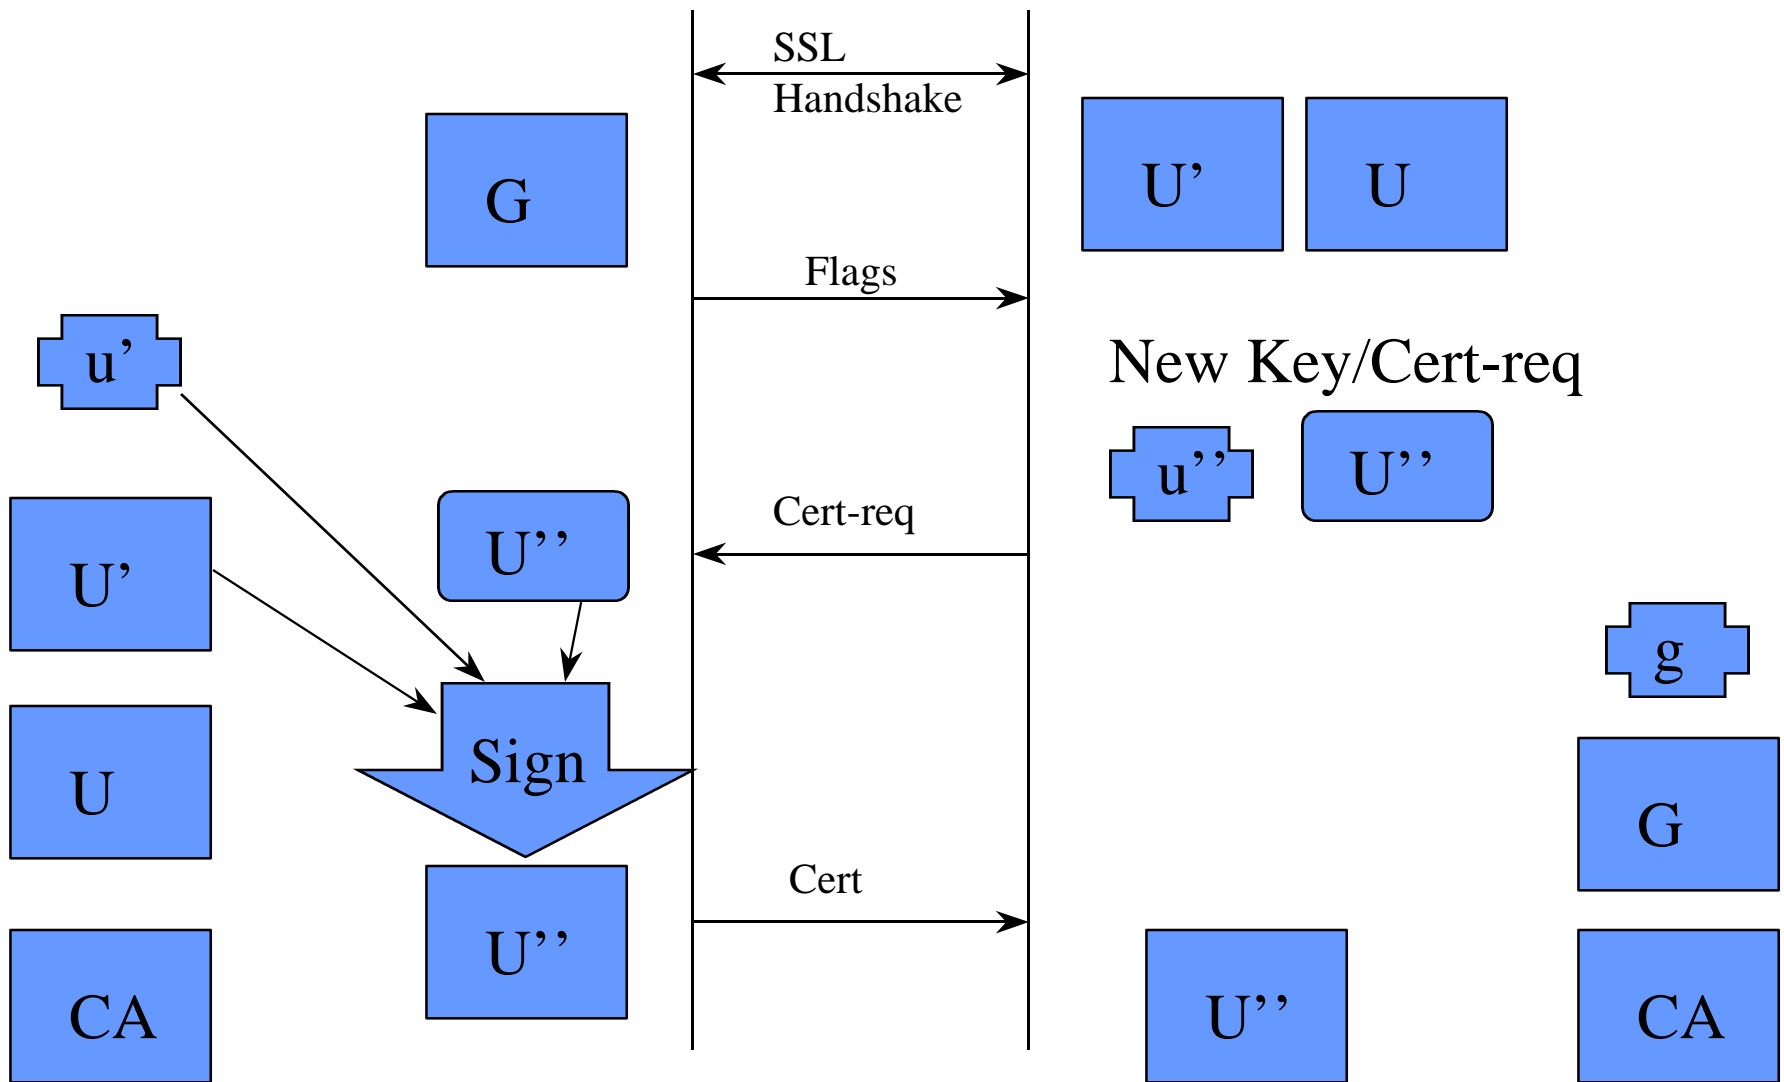 SSL
Handshake
G
U’
U
Flags
u’
New Key/Cert-req
u’’
U’’
Cert-req
U’
U’’
g
U
Sign
G
Cert
U’’
CA
U’’
CA